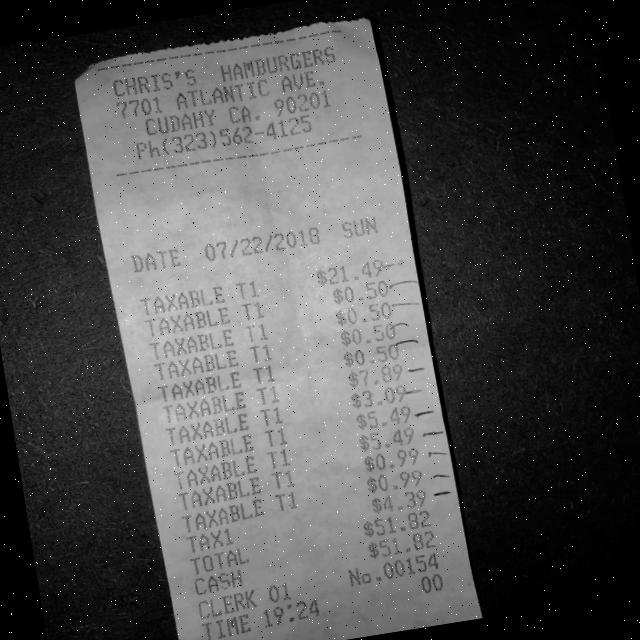 CHRIS'S HAMBURGERS
7701 ATLANTIC AVE.
CUDAHY CA. 90201
Ph(323)562-4125
DATE 07/22/2018 SUN
TAXABLE T1 $21.49
TAXABLE T1 $0.50
TAXABLE T1 $0.50
TAXABLE T1 $0.50
TAXABLE T1 $0.50
TAXABLE T1 $7.89
TAXABLE T1 $3.09
TAXABLE T1 $5.49
TAXABLE T1 $5.49
TAXABLE T1 $0.99
TAXABLE T1 $0.99
TAX1 $4.39
TOTAL $51.82
CASH $51.82
CLERK 01 No.00154
TIME 19:24 00